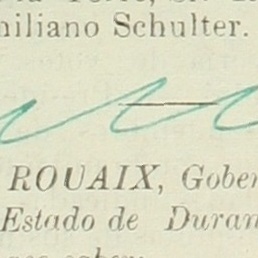 miliano Schulter.
ROUAIX, Gober
Estado de Duran